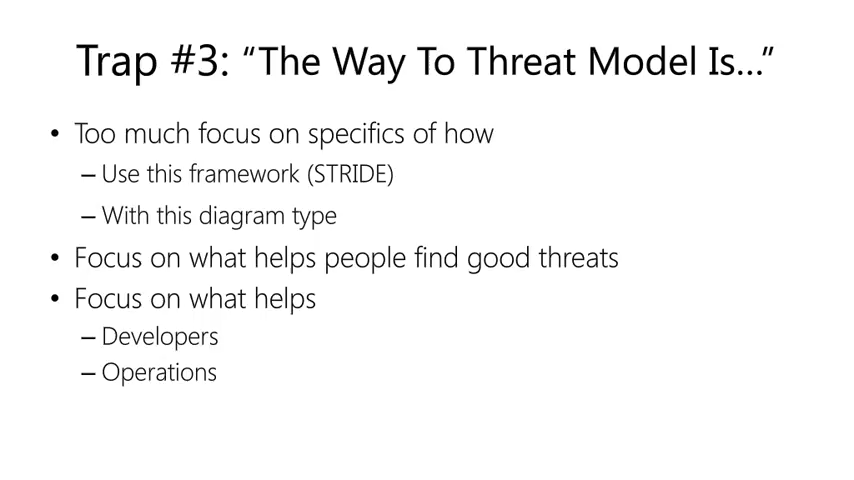 Trap #3: “The Way To Threat Model Is…”
• Too much focus on specifics of how
– Use this framework (STRIDE)
– With this diagram type
• Focus on what helps people find good threats
• Focus on what helps
– Developers
– Operations